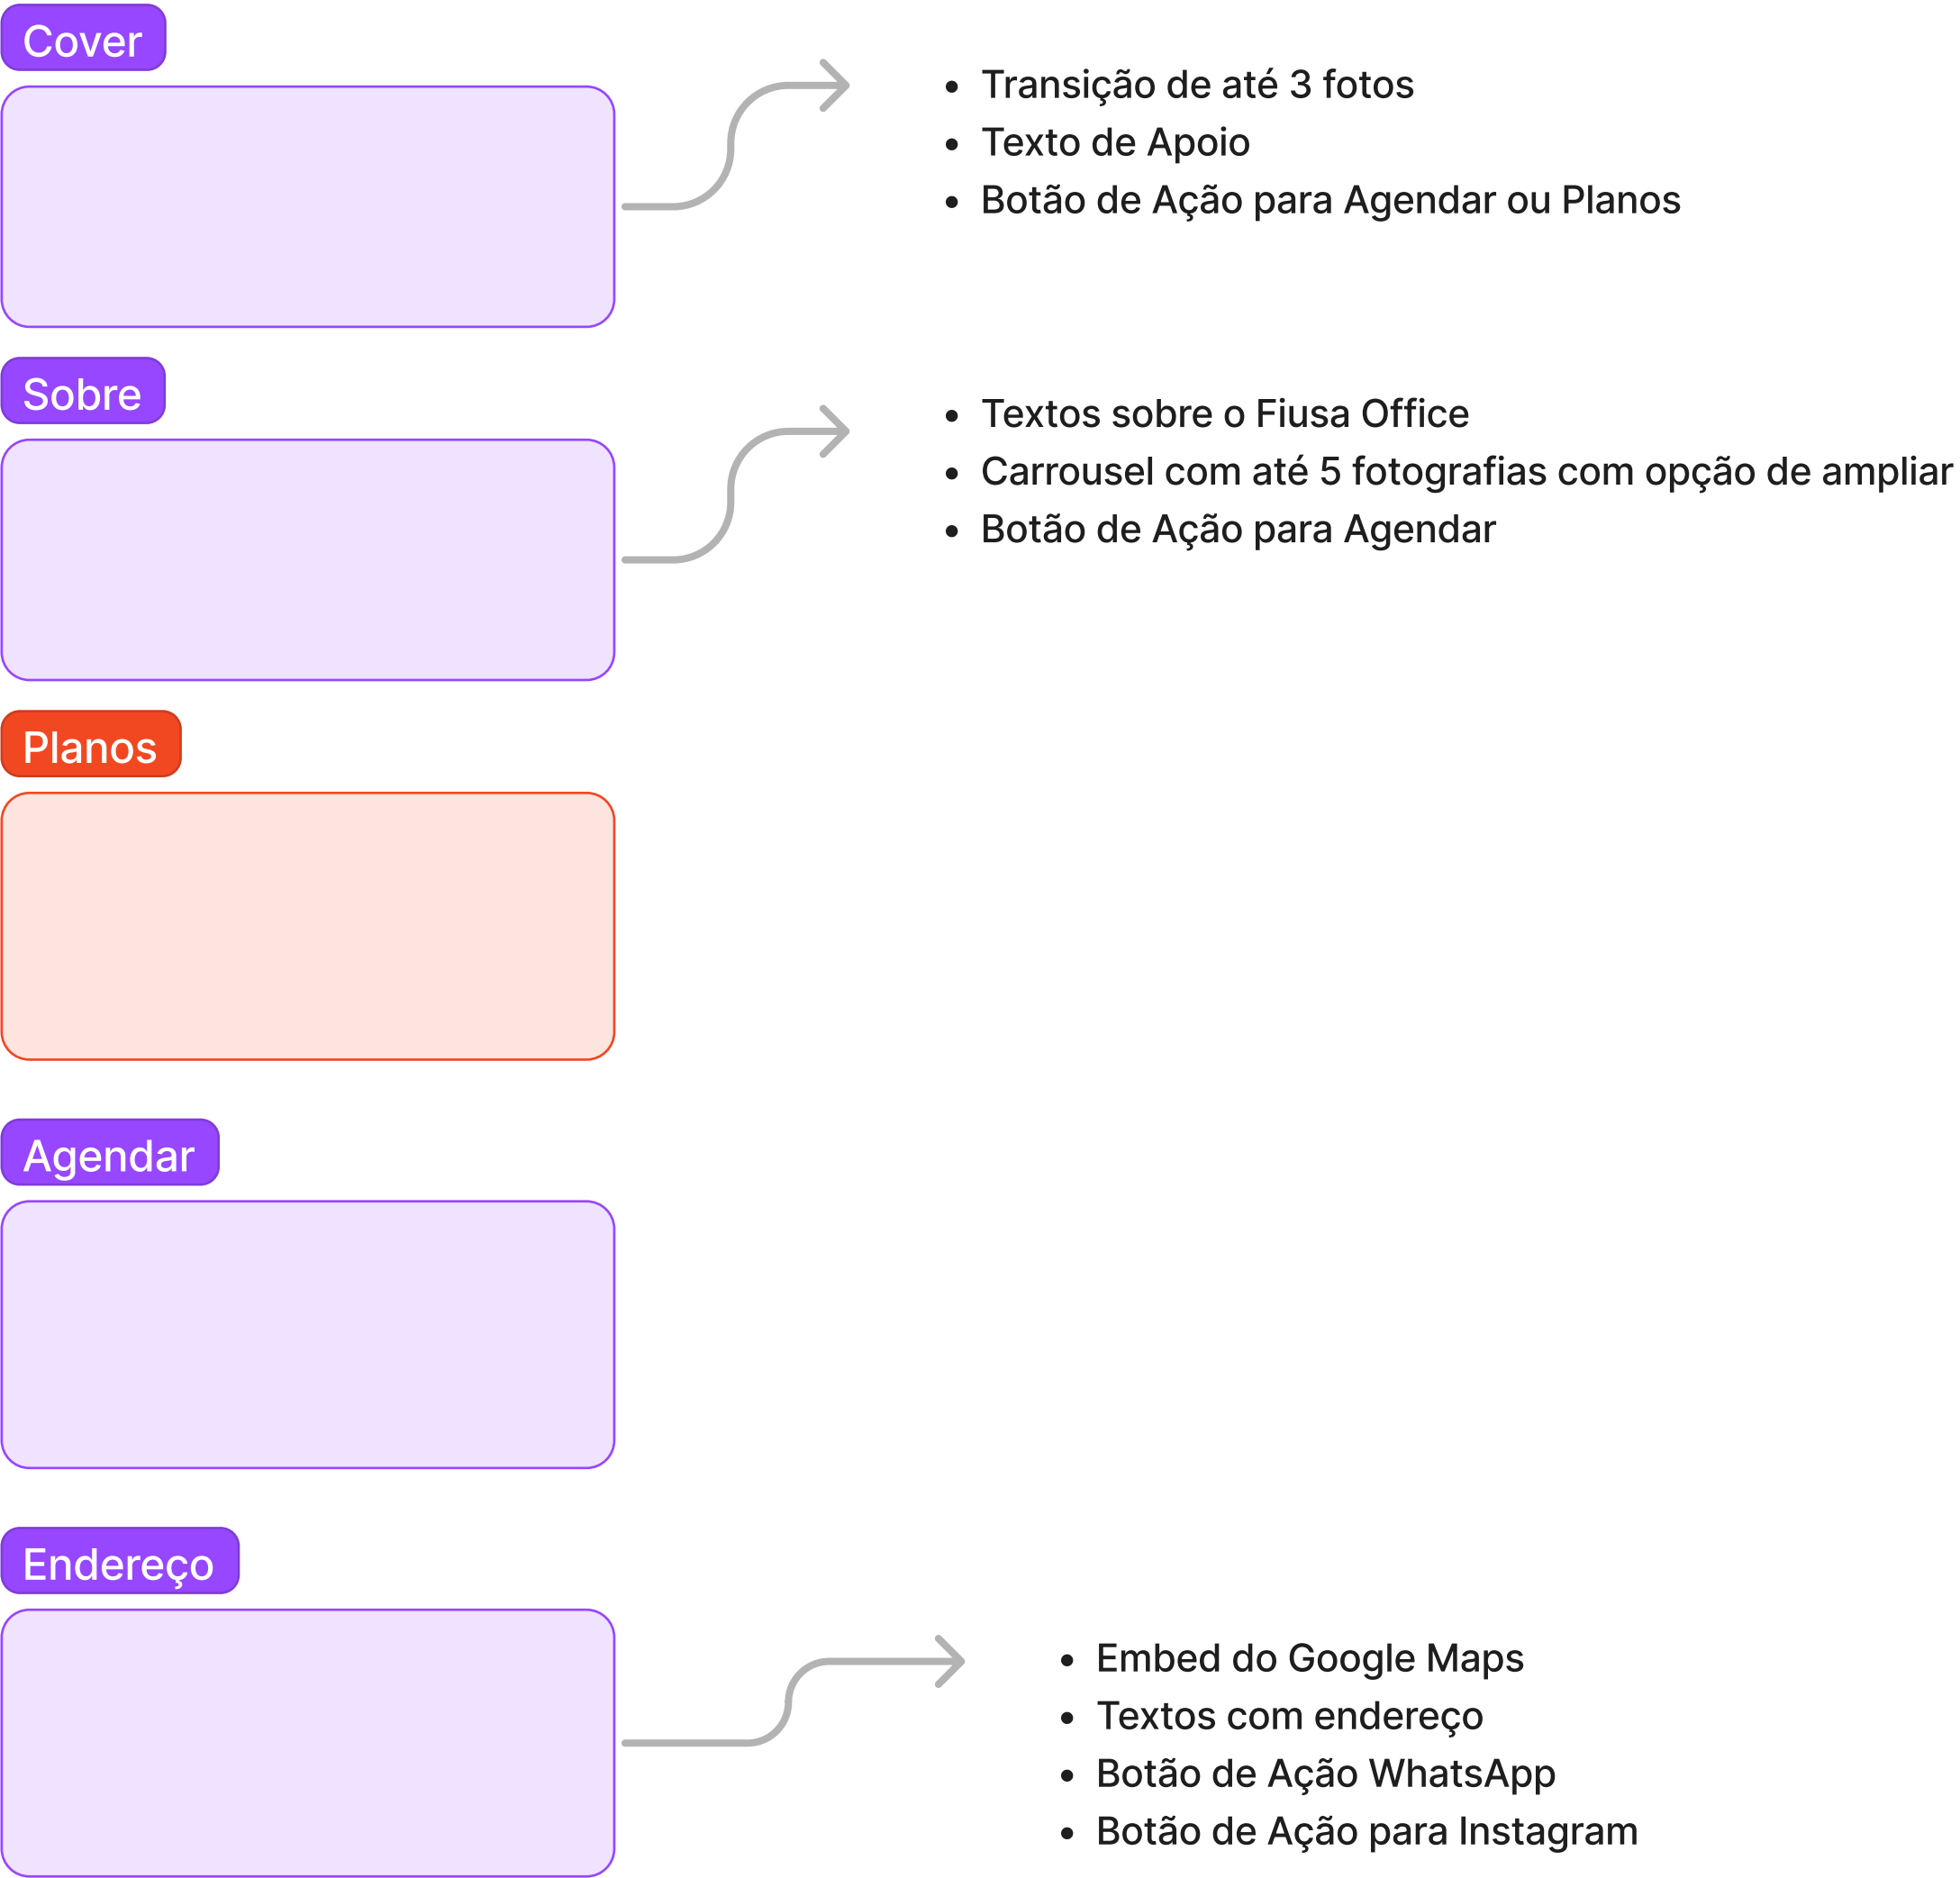 Cover
• Transição de até 3 fotos
• Texto de Apoio
• Botão de Ação para Agendar ou Planos
Sobre
• Textos sobre o Fiusa Office
• Carrousel com até 5 fotografias com opção de ampliar
• Botão de Ação para Agendar
Planos
Agendar
Endereço
• Embed do Google Maps
• Textos com endereço
• Botão de Ação WhatsApp
• Botão de Ação para Instagram